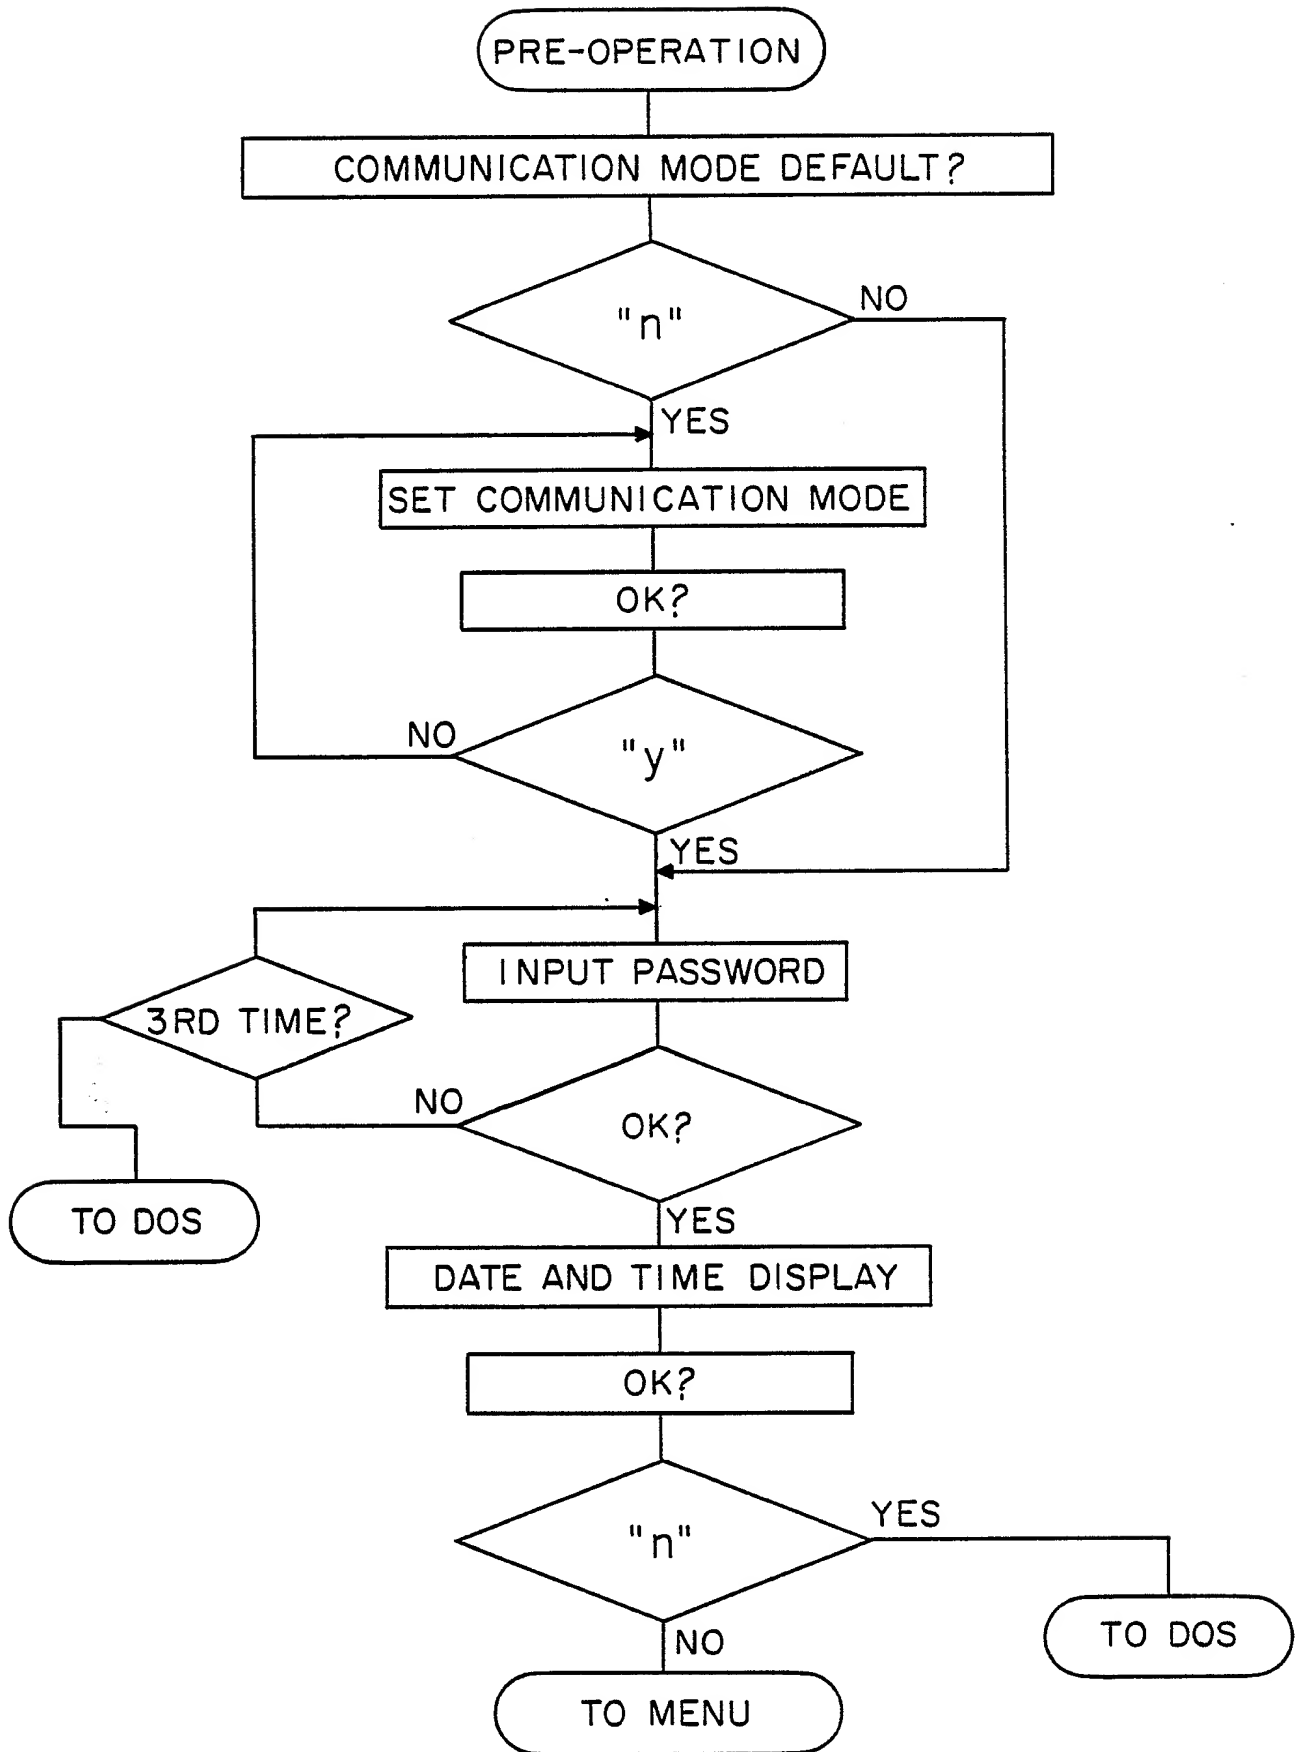 PRE-OPERATION
COMMUNICATION MODE DEFAULT?
"n"
NO
YES
SET COMMUNICATION MODE
OK?
NO
"y"
YES
INPUT PASSWORD
3RD TIME?
NO
OK?
TO DOS
YES
DATE AND TIME DISPLAY
OK?
"n"
YES
TO DOS
NO
TO MENU